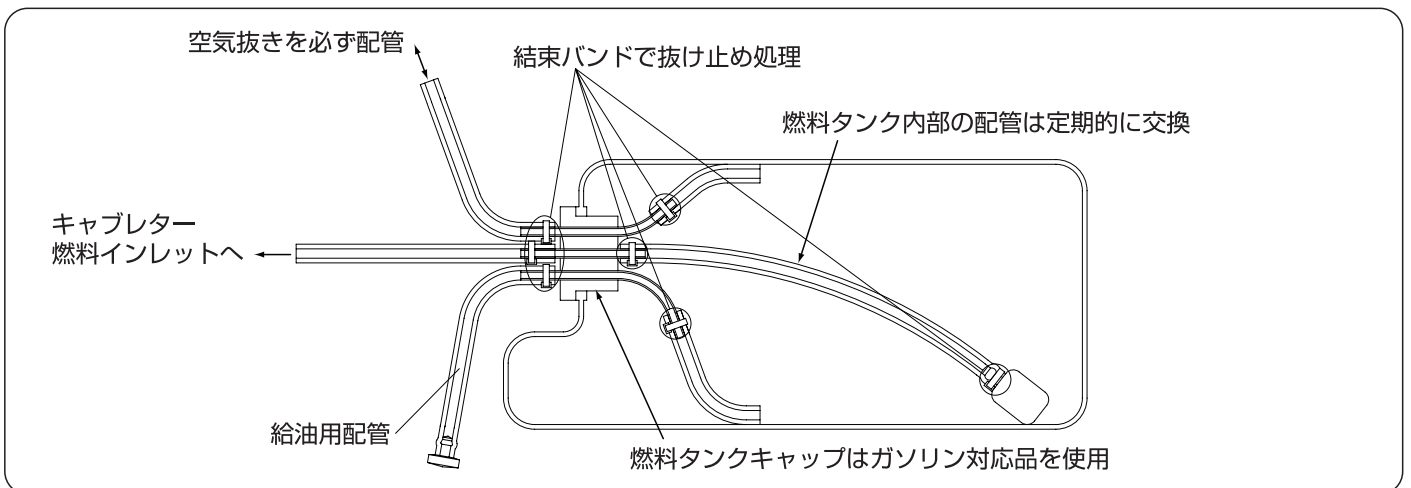 空気抜きを必ず配管
結束バンドで抜け止め処理
燃料タンク内部の配管は定期的に交換
キャブレター
燃料インレットへ
給油用配管
燃料タンクキャップはガソリン対応品を使用